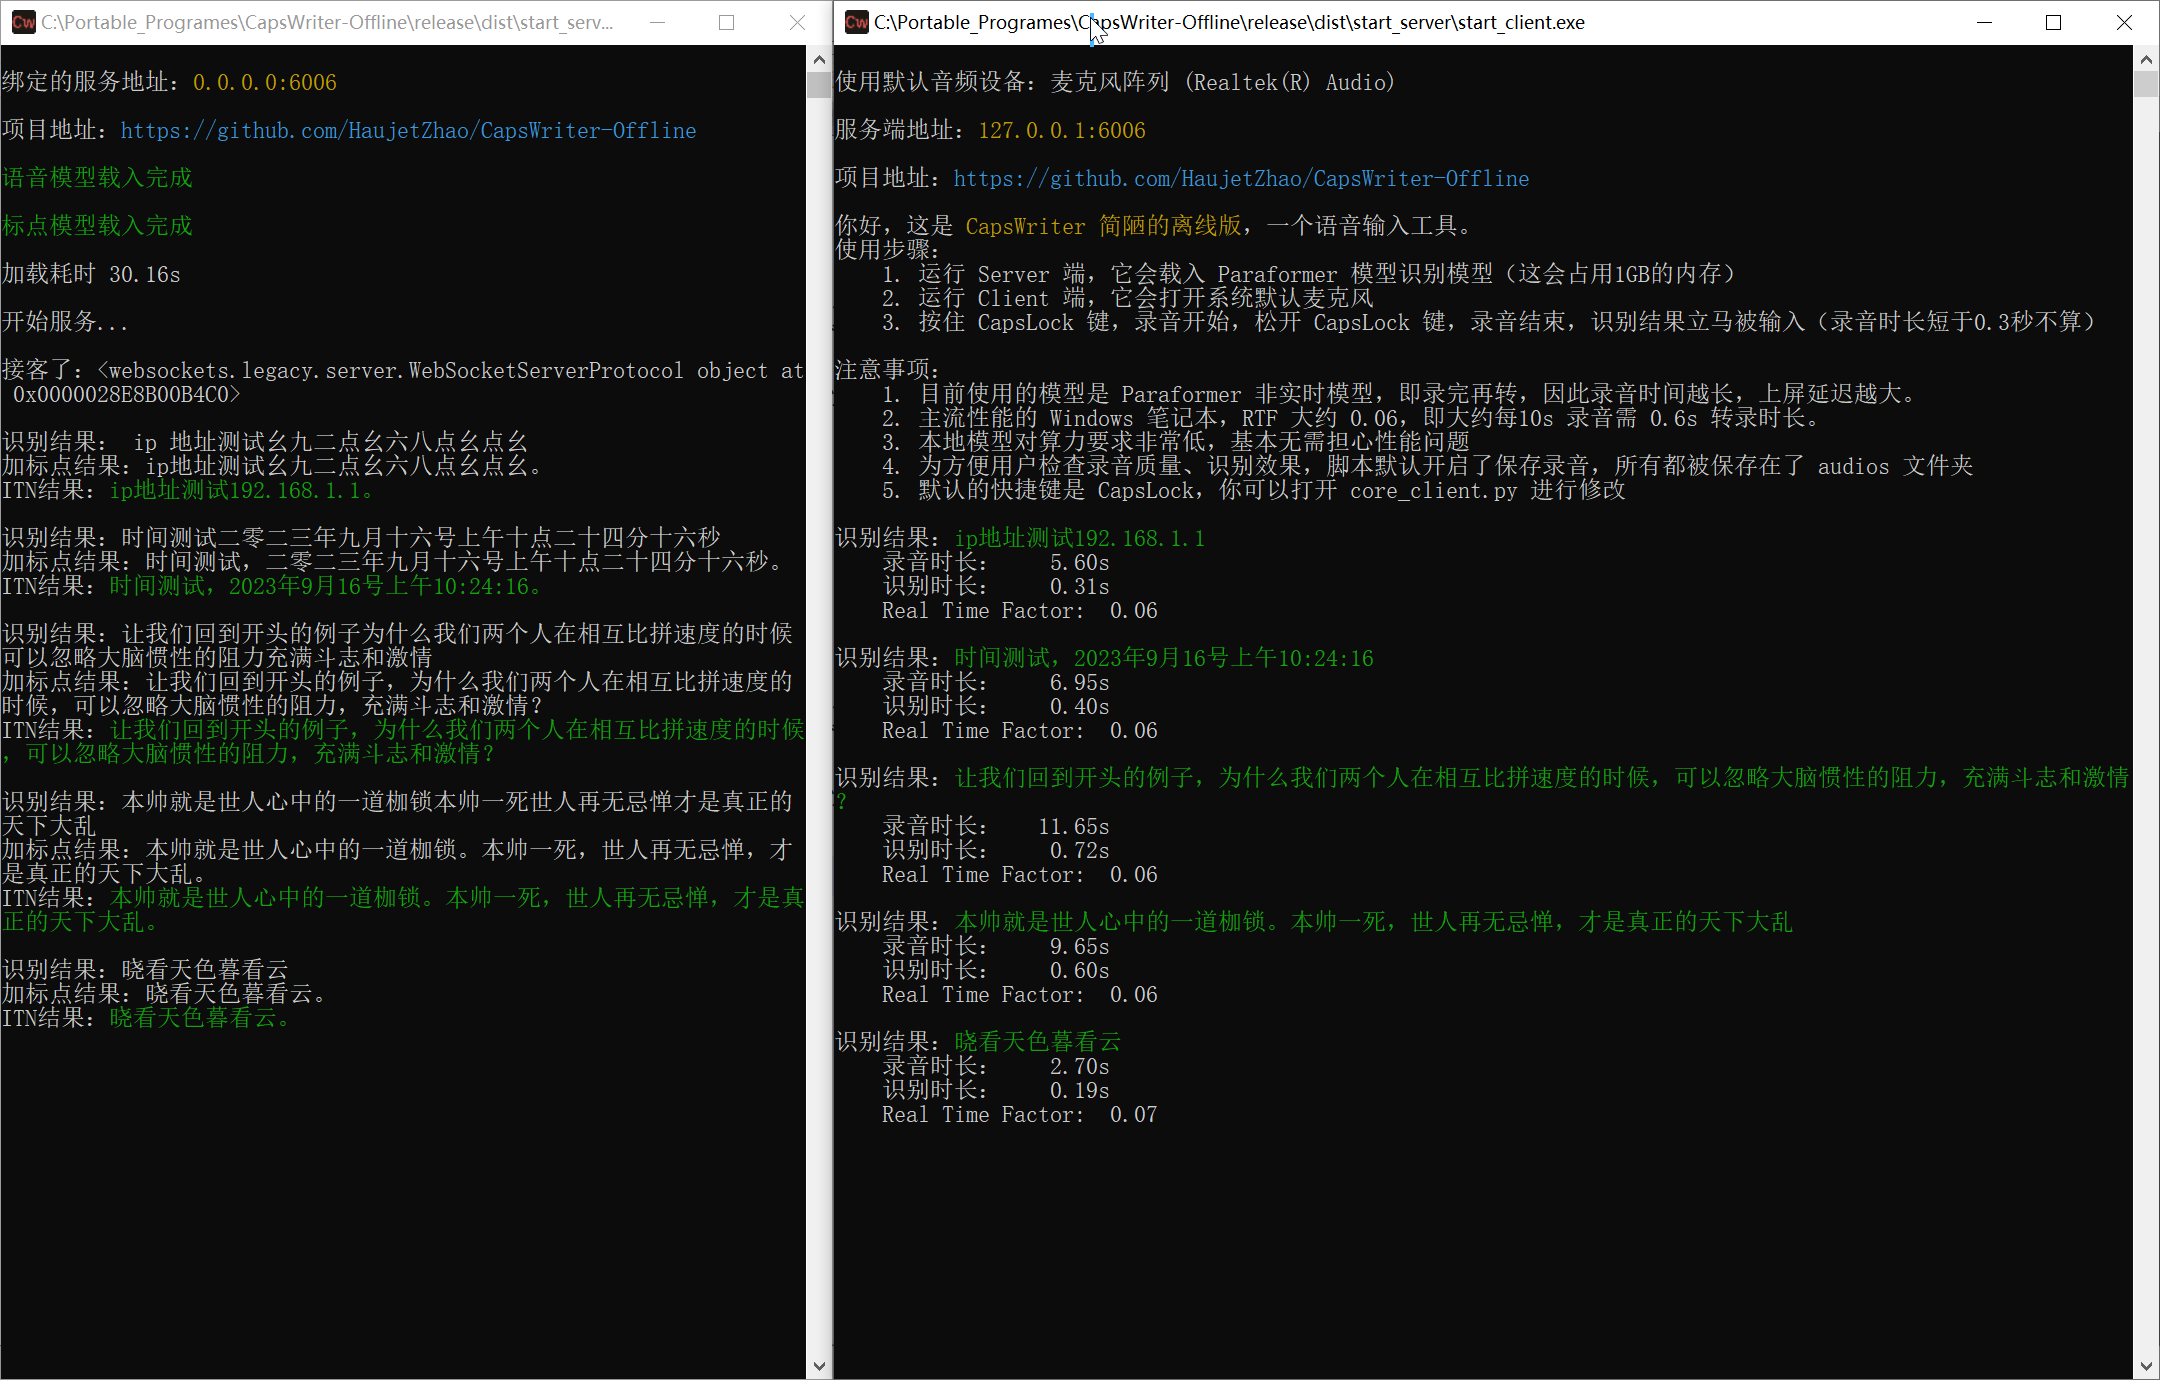 C:\Portable_Programes\CapsWriter-Offline\release\dist\start_serv...
绑定的服务地址：0.0.0.0:6006
项目地址：https://github.com/HaujetZhao/CapsWriter-Offline
语音模型载入完成
标点模型载入完成
加载耗时 30.16s
开始服务...
接客了：<websockets.legacy.server.WebSocketServerProtocol object at
0x0000028E8B00B4C0>
识别结果： ip 地址测试幺九二点幺六八点幺点幺
加标点结果：ip地址测试幺九二点幺六八点幺点幺。
ITN结果：ip地址测试192.168.1.1。
识别结果：时间测试二零二三年九月十六号上午十点二十四分十六秒
加标点结果：时间测试，二零二三年九月十六号上午十点二十四分十六秒。
ITN结果：时间测试，2023年9月16号上午10:24:16。
识别结果：让我们回到开头的例子为什么我们两个人在相互比拼速度的时候
可以忽略大脑惯性的阻力充满斗志和激情
加标点结果：让我们回到开头的例子，为什么我们两个人在相互比拼速度的
时候，可以忽略大脑惯性的阻力，充满斗志和激情？
ITN结果：让我们回到开头的例子，为什么我们两个人在相互比拼速度的时候
，可以忽略大脑惯性的阻力，充满斗志和激情？
识别结果：本帅就是世人心中的一道枷锁本帅一死世人再无忌惮才是真正的
天下大乱
加标点结果：本帅就是世人心中的一道枷锁。本帅一死，世人再无忌惮，才
是真正的天下大乱。
ITN结果：本帅就是世人心中的一道枷锁。本帅一死，世人再无忌惮，才是真
正的天下大乱。
识别结果：晓看天色暮看云
加标点结果：晓看天色暮看云。
ITN结果：晓看天色暮看云。
C:\Portable_Programes\CapsWriter-Offline\release\dist\start_server\start_client.exe
使用默认音频设备：麦克风阵列 (Realtek(R) Audio)
服务端地址：127.0.0.1:6006
项目地址：https://github.com/HaujetZhao/CapsWriter-Offline
你好，这是 CapsWriter 简陋的离线版，一个语音输入工具。
使用步骤：
1. 运行 Server 端，它会载入 Paraformer 模型识别模型（这会占用1GB的内存）
2. 运行 Client 端，它会打开系统默认麦克风
3. 按住 CapsLock 键，录音开始，松开 CapsLock 键，录音结束，识别结果立马被输入（录音时长短于0.3秒不算）
注意事项：
1. 目前使用的模型是 Paraformer 非实时模型，即录完再转，因此录音时间越长，上屏延迟越大。
2. 主流性能的 Windows 笔记本，RTF 大约 0.06，即大约每10s 录音需 0.6s 转录时长。
3. 本地模型对算力要求非常低，基本无需担心性能问题
4. 为方便用户检查录音质量、识别效果，脚本默认开启了保存录音，所有都被保存在了 audios 文件夹
5. 默认的快捷键是 CapsLock，你可以打开 core_client.py 进行修改
识别结果：ip地址测试192.168.1.1
录音时长： 5.60s
识别时长： 0.31s
Real Time Factor: 0.06
识别结果：时间测试，2023年9月16号上午10:24:16
录音时长： 6.95s
识别时长： 0.40s
Real Time Factor: 0.06
识别结果：让我们回到开头的例子，为什么我们两个人在相互比拼速度的时候，可以忽略大脑惯性的阻力，充满斗志和激情
？
录音时长： 11.65s
识别时长： 0.72s
Real Time Factor: 0.06
识别结果：本帅就是世人心中的一道枷锁。本帅一死，世人再无忌惮，才是真正的天下大乱
录音时长： 9.65s
识别时长： 0.60s
Real Time Factor: 0.06
识别结果：晓看天色暮看云
录音时长： 2.70s
识别时长： 0.19s
Real Time Factor: 0.07